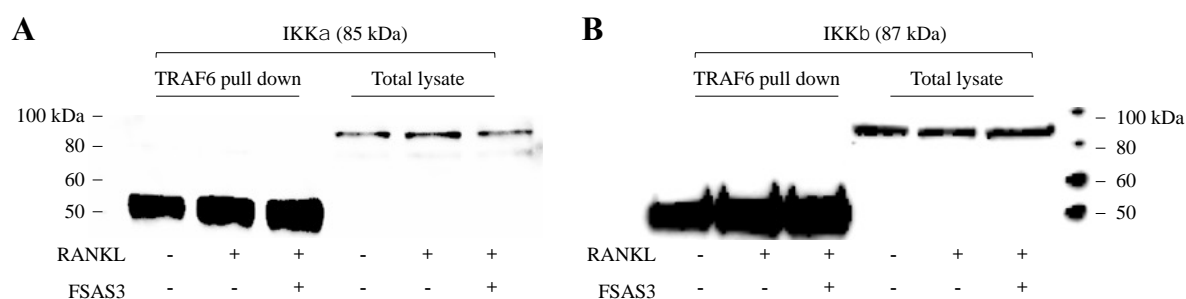 A
IKKa (85 kDa)
TRAF6 pull down Total lysate
100 kDa –
80 –
60 –
50 –
RANKL - + + - + +
FSAS3 - - + - - +
B
IKKb (87 kDa)
TRAF6 pull down Total lysate
– 100 kDa
– 80
– 60
– 50
RANKL - + + - + +
FSAS3 - - + - - +